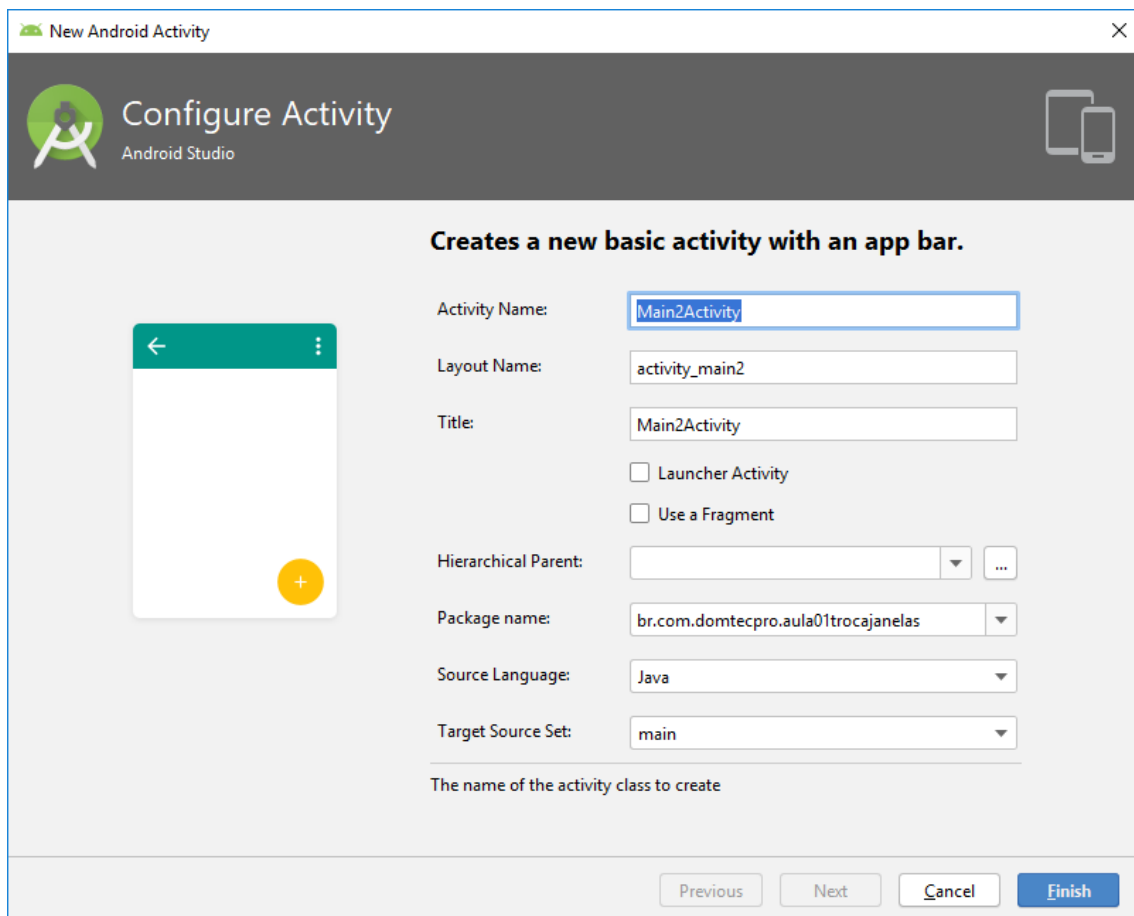 New Android Activity
Configure Activity
Android Studio
Creates a new basic activity with an app bar.
Activity Name: Main2Activity
Layout Name: activity_main2
Title: Main2Activity
Launcher Activity
Use a Fragment
Hierarchical Parent: ...
Package name: br.com.domtecpro.aula01trocajanelas
Source Language: Java
Target Source Set: main
The name of the activity class to create
Previous Next Cancel Finish